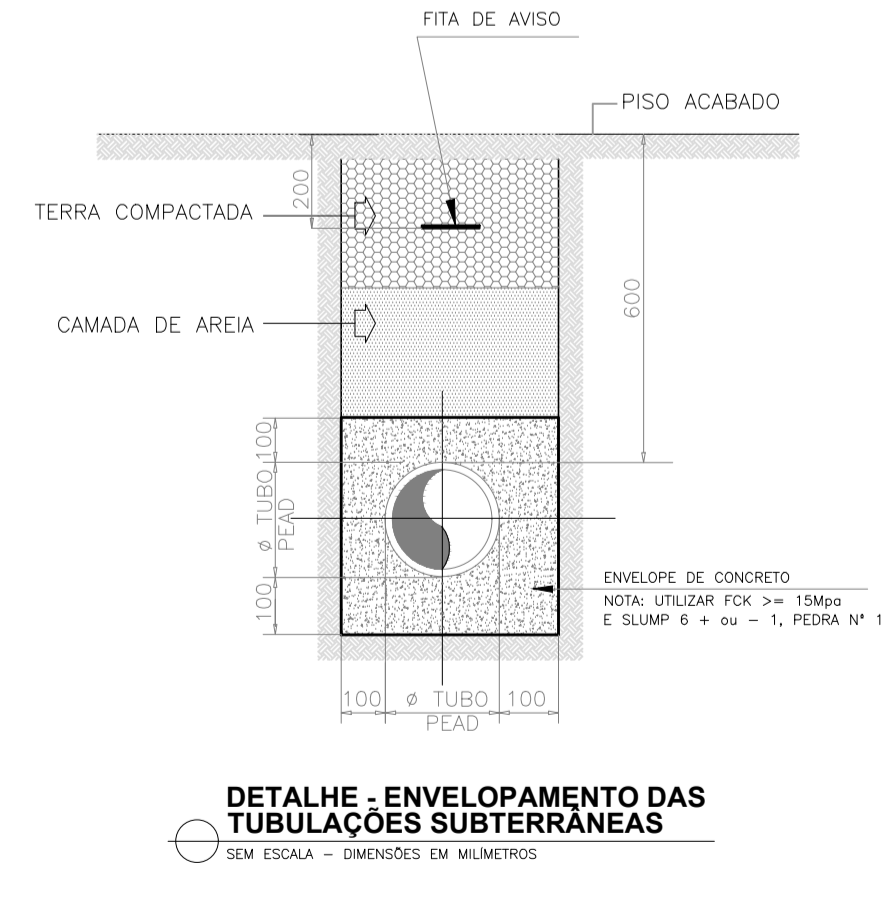 FITA DE AVISO
PISO ACABADO
200
TERRA COMPACTADA
600
CAMADA DE AREIA
100
ø TUBO
PEAD
100
ENVELOPE DE CONCRETO
NOTA: UTILIZAR FCK >= 15Mpa
E SLUMP 6 + ou - 1, PEDRA N° 1
100 ø TUBO 100
PEAD
DETALHE - ENVELOPAMENTO DAS
TUBULAÇÕES SUBTERRÂNEAS
SEM ESCALA - DIMENSÕES EM MILÍMETROS